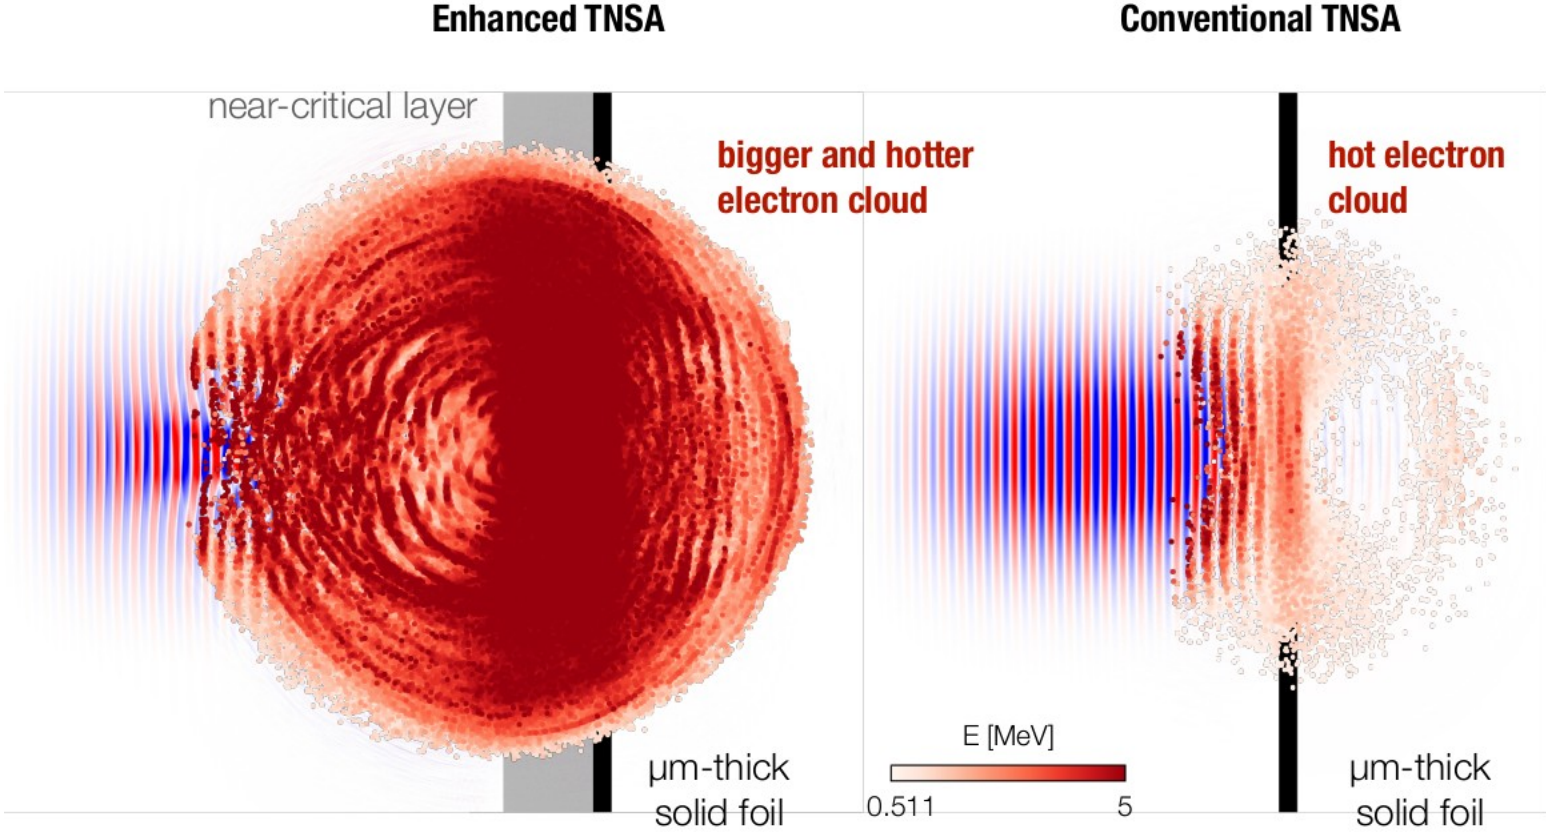 Enhanced TNSA
Conventional TNSA
near-critical layer
bigger and hotter
electron cloud
hot electron
cloud
E [MeV]
0.511
5
µm-thick
solid foil
µm-thick
solid foil